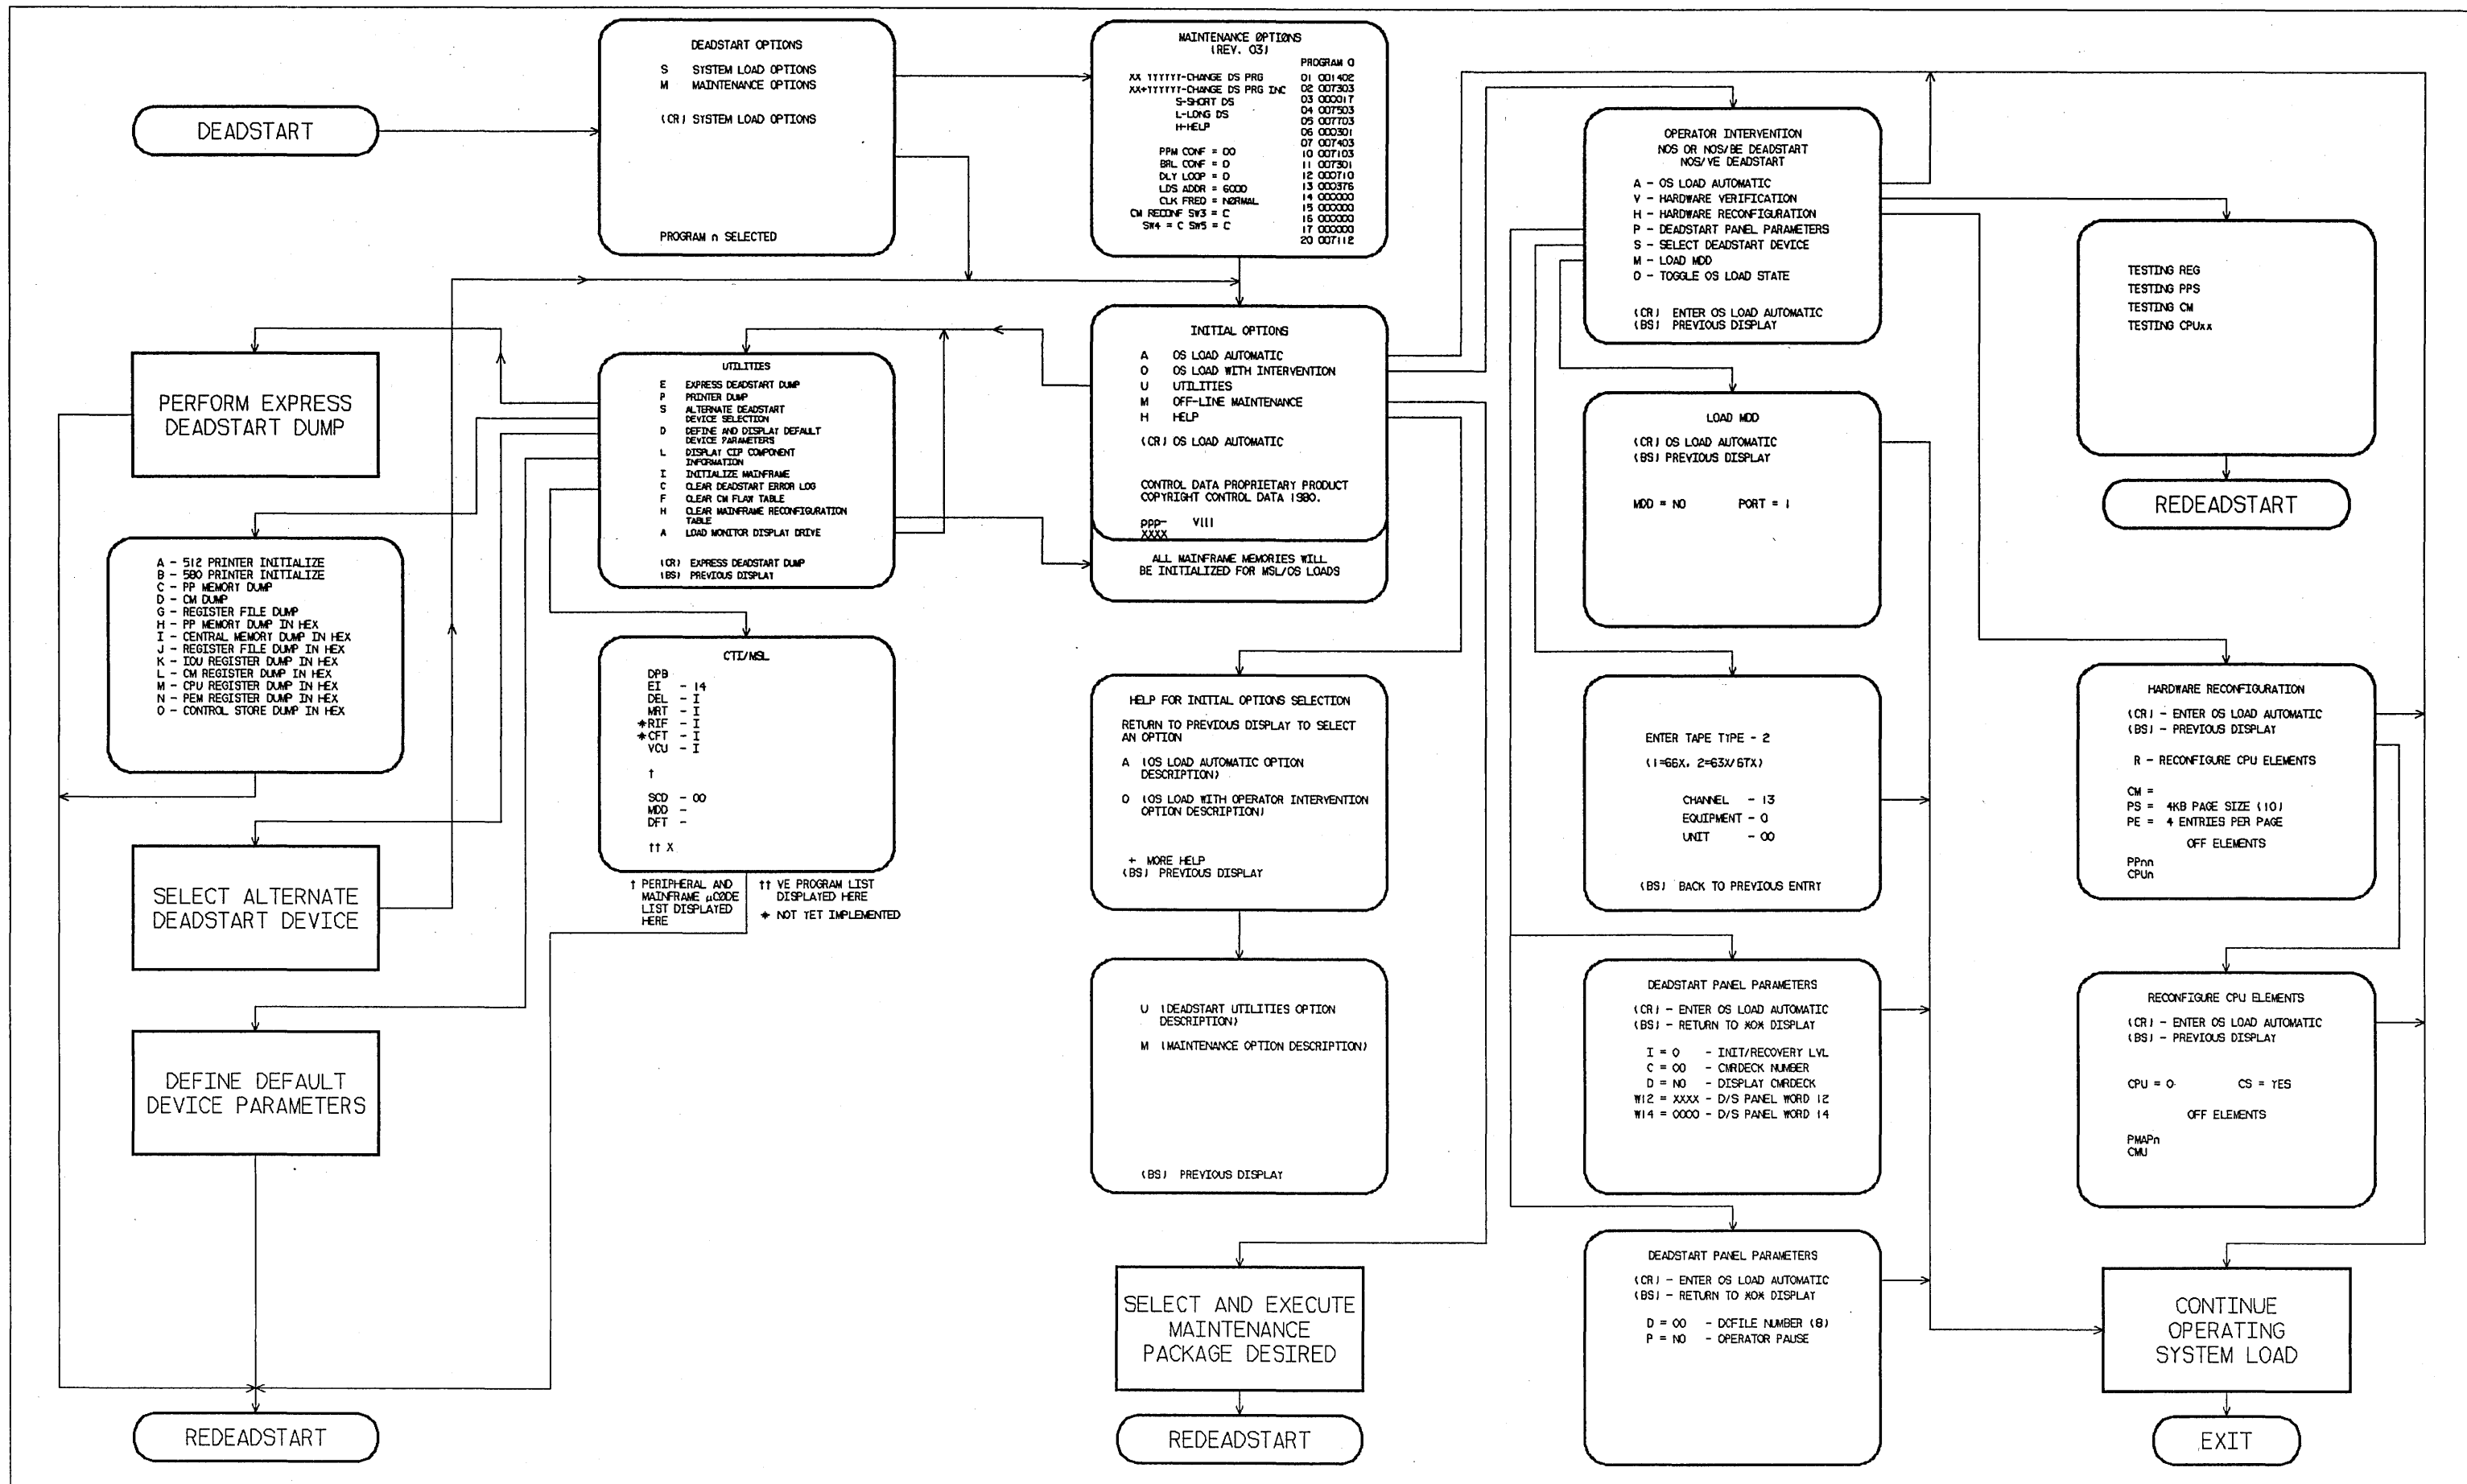 DEADSTART
DEADSTART OPTIONS
S SYSTEM LOAD OPTIONS
M MAINTENANCE OPTIONS
(CR) SYSTEM LOAD OPTIONS
PROGRAM n SELECTED
MAINTENANCE OPTIONS
(REV. 03)
PROGRAM 0
XX YYYYYY-CHANGE DS PRG
XX+YYYYYY-CHANGE DS PRG INC
S-SHORT DS
L-LONG DS
H-HELP
PPM CONF = 00
BRL CONF = 0
DLY LOOP = 0
LDS ADDR = 6000
CLK FREQ = NORMAL
CM RECONF SW3 = C
SW4 = C SW5 = C
01 001402
02 007303
03 000017
04 007503
05 007703
06 000301
07 007403
10 007103
11 007301
12 000710
13 000376
14 000000
15 000000
16 000000
17 000000
20 007112
OPERATOR INTERVENTION
NOS OR NOS/BE DEADSTART
NOS/VE DEADSTART
A - OS LOAD AUTOMATIC
V - HARDWARE VERIFICATION
H - HARDWARE RECONFIGURATION
P - DEADSTART PANEL PARAMETERS
S - SELECT DEADSTART DEVICE
M - LOAD MDD
O - TOGGLE OS LOAD STATE
(CR) ENTER OS LOAD AUTOMATIC
(BS) PREVIOUS DISPLAY
TESTING REG
TESTING PPS
TESTING CM
TESTING CPUxx
REDEADSTART
INITIAL OPTIONS
A OS LOAD AUTOMATIC
O OS LOAD WITH INTERVENTION
U UTILITIES
M OFF-LINE MAINTENANCE
H HELP
(CR) OS LOAD AUTOMATIC
CONTROL DATA PROPRIETARY PRODUCT
COPYRIGHT CONTROL DATA 1980.
ppp- VIII
XXXX
ALL MAINFRAME MEMORIES WILL
BE INITIALIZED FOR MSL/OS LOADS
UTILITIES
E EXPRESS DEADSTART DUMP
P PRINTER DUMP
S ALTERNATE DEADSTART
DEVICE SELECTION
D DEFINE AND DISPLAY DEFAULT
DEVICE PARAMETERS
L DISPLAY CIP COMPONENT
INFORMATION
I INITIALIZE MAINFRAME
C CLEAR DEADSTART ERROR LOG
F CLEAR CM FLAW TABLE
H CLEAR MAINFRAME RECONFIGURATION
TABLE
A LOAD MONITOR DISPLAY DRIVE
(CR) EXPRESS DEADSTART DUMP
(BS) PREVIOUS DISPLAY
PERFORM EXPRESS
DEADSTART DUMP
A - 512 PRINTER INITIALIZE
B - 580 PRINTER INITIALIZE
C - PP MEMORY DUMP
D - CM DUMP
G - REGISTER FILE DUMP
H - PP MEMORY DUMP IN HEX
I - CENTRAL MEMORY DUMP IN HEX
J - REGISTER FILE DUMP IN HEX
K - IOU REGISTER DUMP IN HEX
L - CM REGISTER DUMP IN HEX
M - CPU REGISTER DUMP IN HEX
N - PEM REGISTER DUMP IN HEX
O - CONTROL STORE DUMP IN HEX
SELECT ALTERNATE
DEADSTART DEVICE
DEFINE DEFAULT
DEVICE PARAMETERS
REDEADSTART
CTI/MSL
DPB
EI - 14
DEL - I
MRT - I
*RIF - I
*CFT - I
VCU - I
†
SCD - 00
MDD -
DFT -
†† X
† PERIPHERAL AND
MAINFRAME µCODE
LIST DISPLAYED
HERE
†† VE PROGRAM LIST
DISPLAYED HERE
* NOT YET IMPLEMENTED
HELP FOR INITIAL OPTIONS SELECTION
RETURN TO PREVIOUS DISPLAY TO SELECT
AN OPTION
A (OS LOAD AUTOMATIC OPTION
DESCRIPTION)
O (OS LOAD WITH OPERATOR INTERVENTION
OPTION DESCRIPTION)
+ MORE HELP
(BS) PREVIOUS DISPLAY
U (DEADSTART UTILITIES OPTION
DESCRIPTION)
M (MAINTENANCE OPTION DESCRIPTION)
(BS) PREVIOUS DISPLAY
SELECT AND EXECUTE
MAINTENANCE
PACKAGE DESIRED
REDEADSTART
LOAD MDD
(CR) OS LOAD AUTOMATIC
(BS) PREVIOUS DISPLAY
MDD = NO PORT = 1
ENTER TAPE TYPE - 2
(1=66X, 2=63X/67X)
CHANNEL - 13
EQUIPMENT - 0
UNIT - 00
(BS) BACK TO PREVIOUS ENTRY
DEADSTART PANEL PARAMETERS
(CR) - ENTER OS LOAD AUTOMATIC
(BS) - RETURN TO *O* DISPLAY
I = 0 - INIT/RECOVERY LVL
C = 00 - CMRDECK NUMBER
D = NO - DISPLAY CMRDECK
W12 = XXXX - D/S PANEL WORD 12
W14 = 0000 - D/S PANEL WORD 14
DEADSTART PANEL PARAMETERS
(CR) - ENTER OS LOAD AUTOMATIC
(BS) - RETURN TO *O* DISPLAY
D = 00 - DCFILE NUMBER (8)
P = NO - OPERATOR PAUSE
HARDWARE RECONFIGURATION
(CR) - ENTER OS LOAD AUTOMATIC
(BS) - PREVIOUS DISPLAY
R - RECONFIGURE CPU ELEMENTS
CM =
PS = 4KB PAGE SIZE (10)
PE = 4 ENTRIES PER PAGE
OFF ELEMENTS
PPnn
CPUn
RECONFIGURE CPU ELEMENTS
(CR) - ENTER OS LOAD AUTOMATIC
(BS) - PREVIOUS DISPLAY
CPU = 0 CS = YES
OFF ELEMENTS
PMAPn
CMU
CONTINUE
OPERATING
SYSTEM LOAD
EXIT